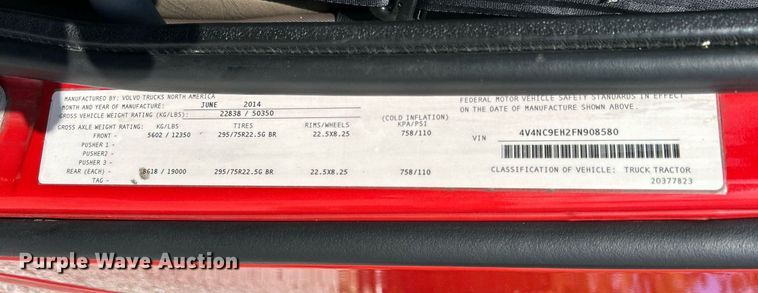 MANUFACTURED BY: VOLVO TRUCKS NORTH AMERICA
MONTH AND YEAR OF MANUFACTURE: JUNE 2014
GROSS VEHICLE WEIGHT RATING (KG/LBS): 22838 / 50350
GROSS AXLE WEIGHT RATING: KG/LBS TIRES RIMS/WHEELS (COLD INFLATION) KPA/PSI
FRONT - 5602 / 12350 295/75R22.5G BR 22.5X8.25 758/110
PUSHER 1 -
PUSHER2 -
PUSHER 3 -
REAR (EACH) - 8618 / 19000 295/75R22.5G BR 22.5X8.25 758/110
TAG -
FEDERAL MOTOR VEHICLE SAFETY STANDARDS IN EFFECT
ON THE DATE OF MANUFACTURE SHOWN ABOVE.
VIN 4V4NC9EH2FN908580
CLASSIFICATION OF VEHICLE: TRUCK TRACTOR
20377823
Purple Wave Auction